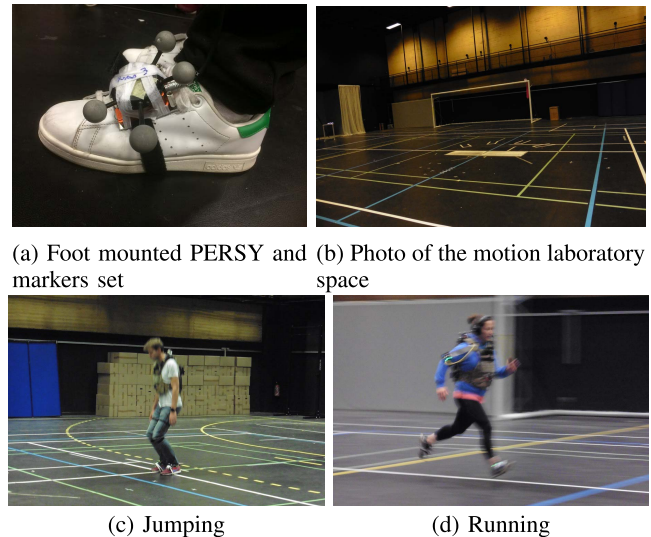 (a) Foot mounted PERSY and
markers set
(b) Photo of the motion laboratory
space
(c) Jumping
(d) Running